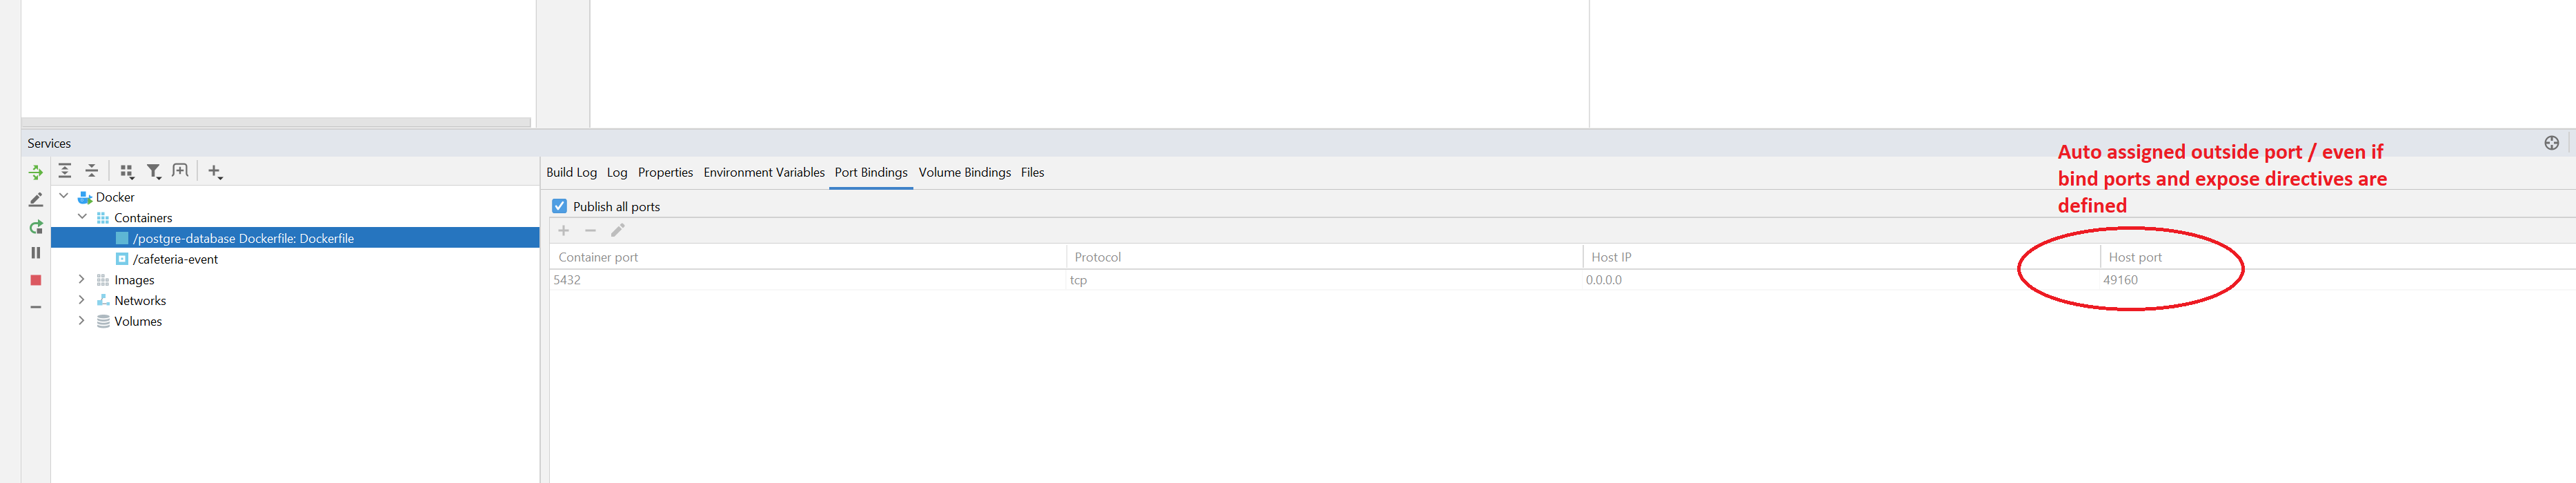 Services
Auto assigned outside port / even if
bind ports and expose directives are
defined
Build Log Log Properties Environment Variables Port Bindings Volume Bindings Files
Docker
Containers
/postgre-database Dockerfile: Dockerfile
/cafeteria-event
Images
Networks
Volumes
Publish all ports
Container port Protocol Host IP Host port
5432 tcp 0.0.0.0 49160